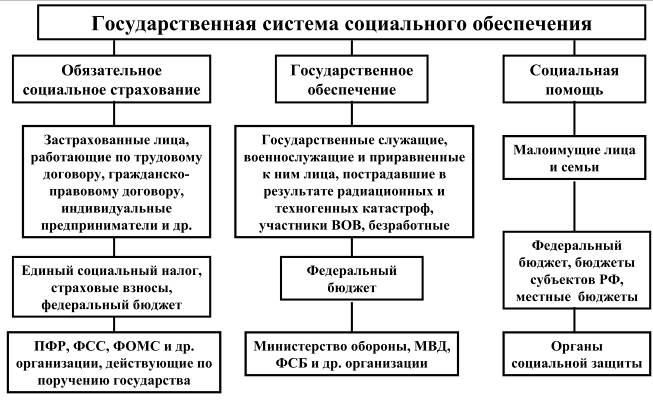 Государственная система социального обеспечения
Обязательное
социальное страхование
Государственное
обеспечение
Социальная
помощь
Застрахованные лица,
работающие по трудовому
договору, гражданско-
правовому договору,
индивидуальные
предприниматели и др.
Государственные служащие,
военнослужащие и приравненные
к ним лица, пострадавшие в
результате радиационных и
техногенных катастроф,
участники ВОВ, безработные
Малоимущие лица
и семьи
Единый социальный налог,
страховые взносы,
федеральный бюджет
Федеральный
бюджет
Федеральный
бюджет, бюджеты
субъектов РФ,
местные бюджеты
ПФР, ФСС, ФОМС и др.
организации, действующие по
поручению государства
Министерство обороны, МВД,
ФСБ и др. организации
Органы
социальной защиты